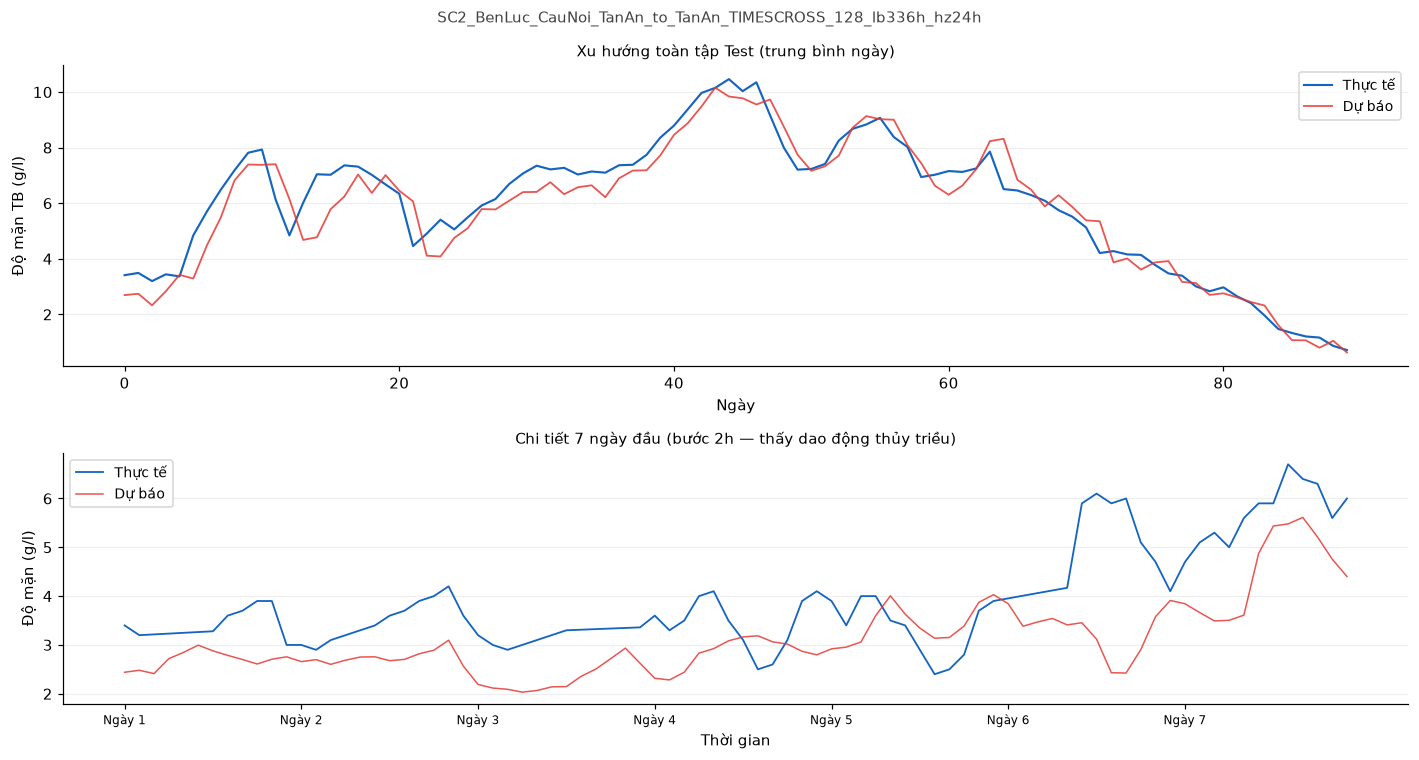 SC2_BenLuc_CauNoi_TanAn_to_TanAn_TIMESCROSS_128_lb336h_hz24h
Xu hướng toàn tập Test (trung bình ngày)
Độ mặn TB (g/l)
10
8
6
4
2
Thực tế
Dự báo
0 20 40 60 80
Ngày
Chi tiết 7 ngày đầu (bước 2h — thấy dao động thủy triều)
Độ mặn (g/l)
6
5
4
3
2
Thực tế
Dự báo
Ngày 1 Ngày 2 Ngày 3 Ngày 4 Ngày 5 Ngày 6 Ngày 7
Thời gian